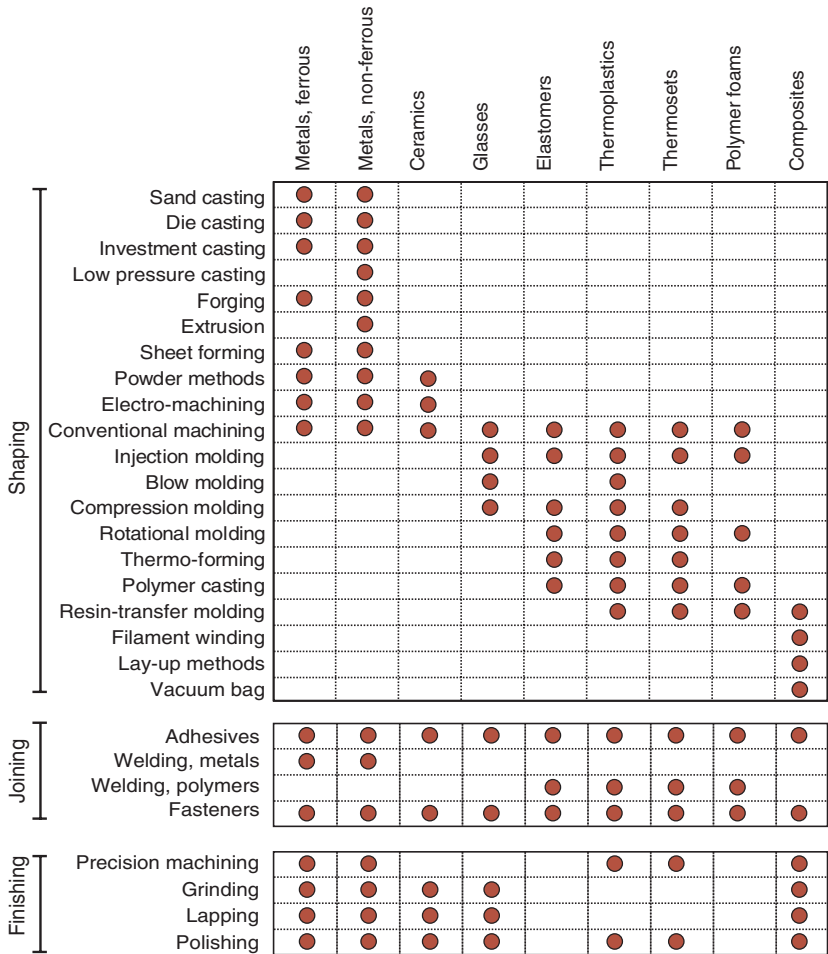 Metals, ferrous
Metals, non-ferrous
Ceramics
Glasses
Elastomers
Thermoplastics
Thermosets
Polymer foams
Composites
Shaping
Sand casting
Die casting
Investment casting
Low pressure casting
Forging
Extrusion
Sheet forming
Powder methods
Electro-machining
Conventional machining
Injection molding
Blow molding
Compression molding
Rotational molding
Thermo-forming
Polymer casting
Resin-transfer molding
Filament winding
Lay-up methods
Vacuum bag
Joining
Adhesives
Welding, metals
Welding, polymers
Fasteners
Finishing
Precision machining
Grinding
Lapping
Polishing